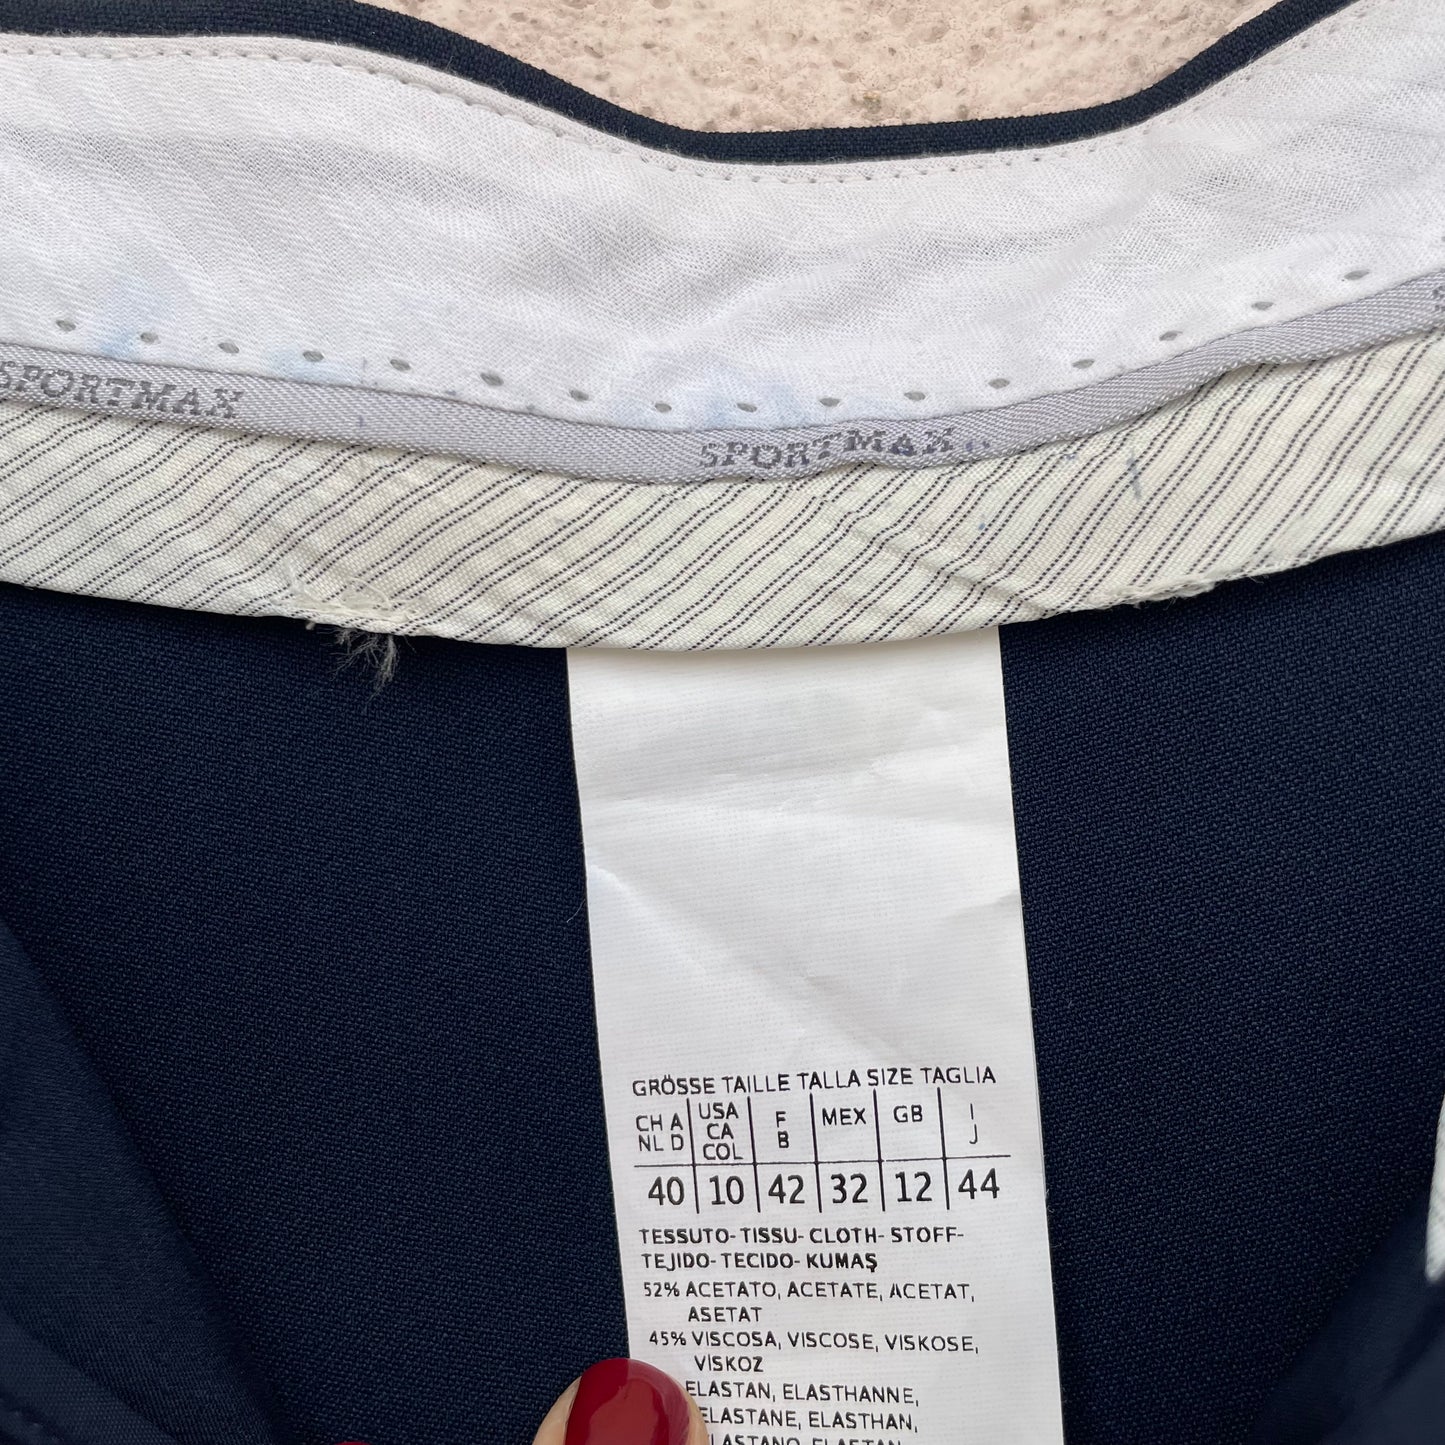 SPORTMAX
SPORTMAX
GRÖSSE TAILLE TALLA SIZE TAGLIA
CH A NL D USA CA COL F B MEX GB I J
40 10 42 32 12 44
TESSUTO-TISSU-CLOTH-STOFF-
TEJIDO-TECIDO-KUMAŞ
52% ACETATO, ACETATE, ACETAT,
ASETAT
45% VISCOSA, VISCOSE, VISKOSE,
VISKOZ
ELASTAN, ELASTHANNE,
ELASTANE, ELASTHAN,
ELASTANO, ELASTAN